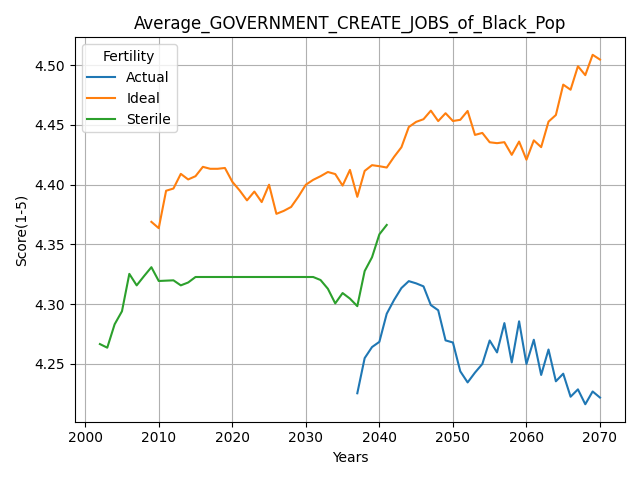 Average_GOVERNMENT_CREATE_JOBS_of_Black_Pop
Fertility
Actual
Ideal
Sterile
Score(1-5)
4.50
4.45
4.40
4.35
4.30
4.25
2000
2010
2020
2030
2040
2050
2060
2070
Years